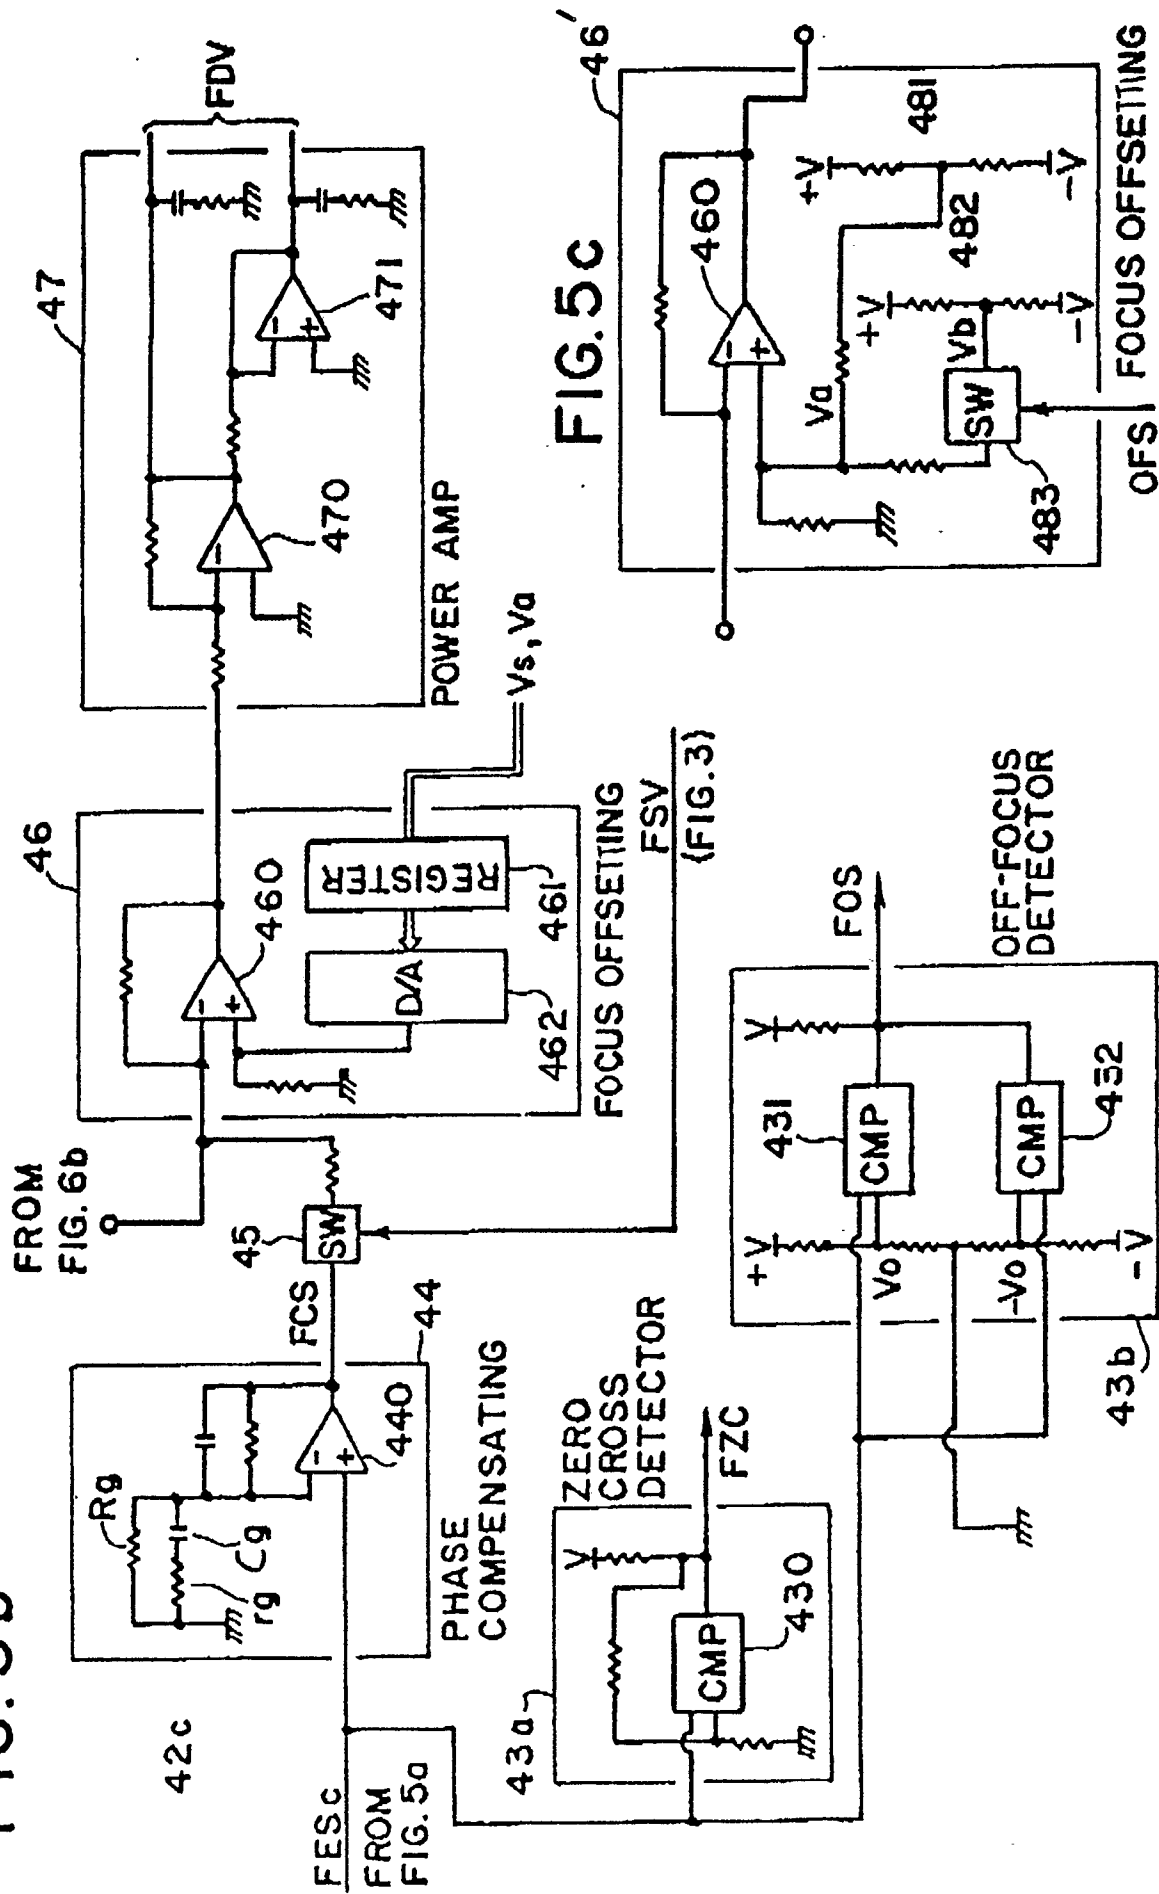 FIG. 5b
42c
FESc
FROM
FIG. 5a
Rg
Cg
rg
-
+
440
44
PHASE
COMPENSATING
FCS
45
SW
FROM
FIG. 6b
46
-
+
460
D/A
REGISTER
462
461
FOCUS OFFSETTING
Vs, Va
FSV
(FIG. 3)
47
-
470
-
+
471
FDV
POWER AMP
43a
CMP
430
V
ZERO
CROSS
DETECTOR
FZC
43b
+V
Vo
-Vo
-V
431
CMP
CMP
432
V
FOS
OFF-FOCUS
DETECTOR
FIG. 5c
46'
-
+
460
Va
+V
481
-V
482
+V
Vb
-V
SW
483
OFS
FOCUS OFFSETTING